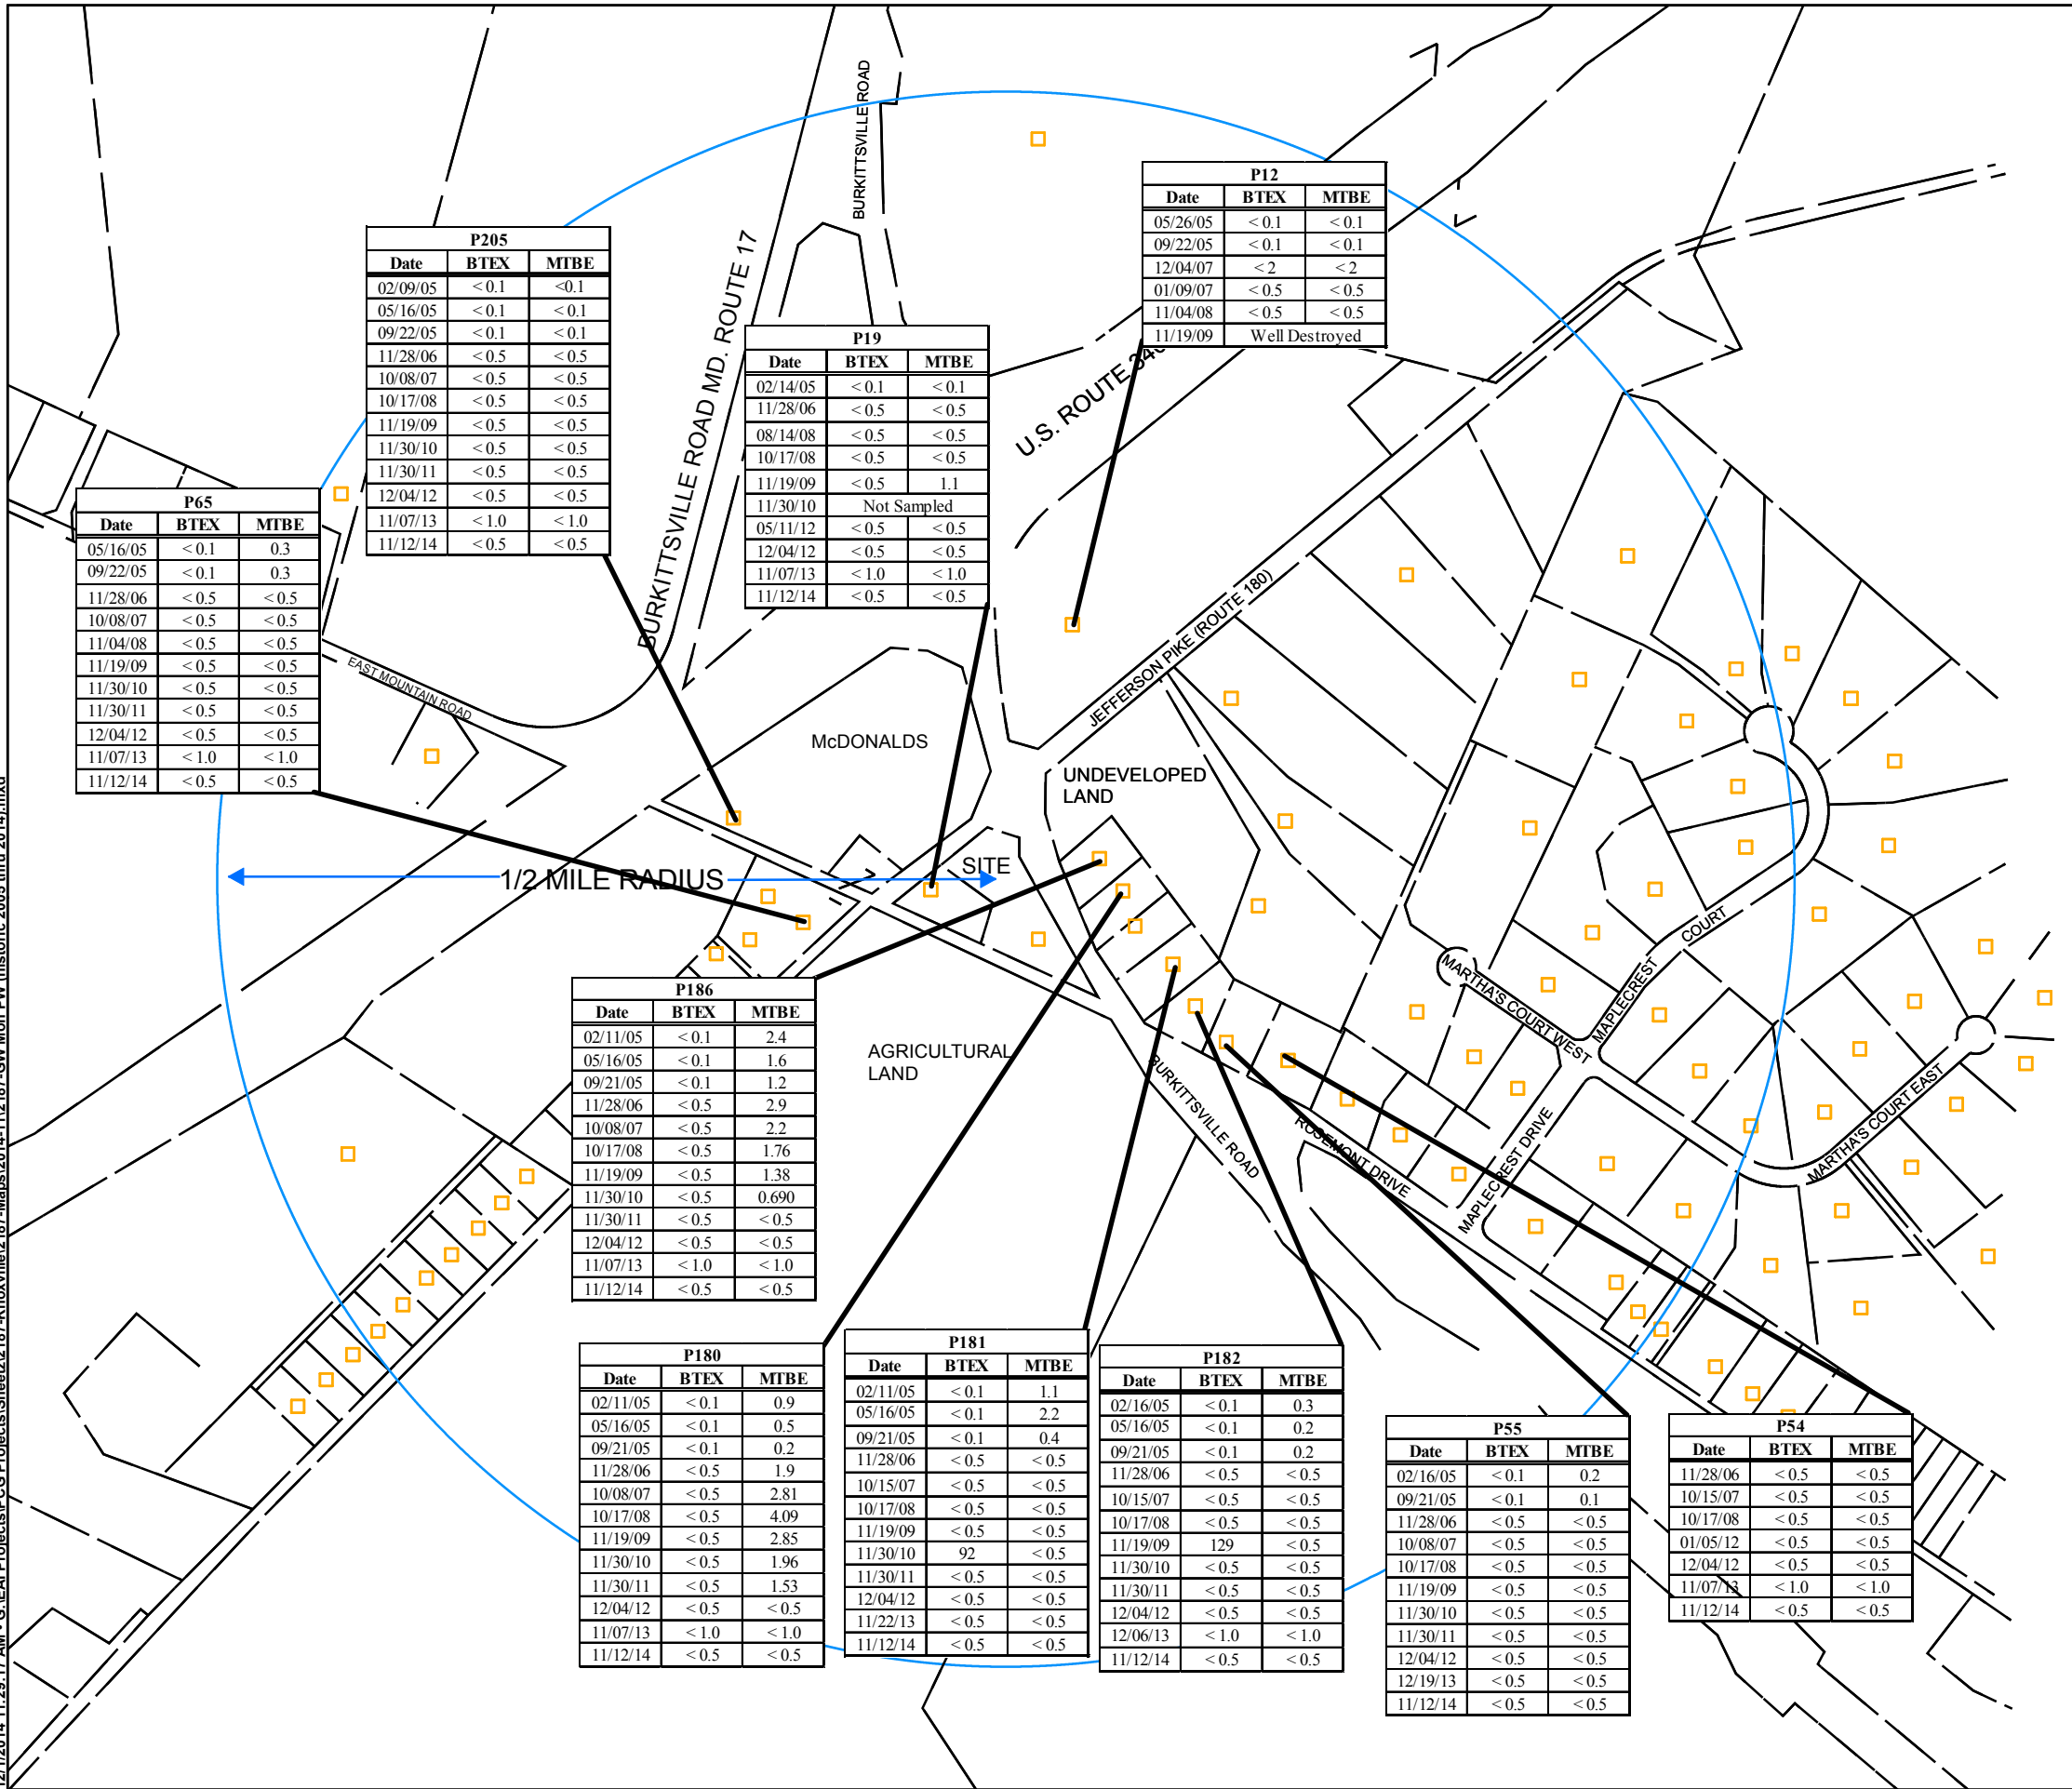 BURKITTSVILLE ROAD
P12
Date BTEX MTBE
05/26/05 < 0.1 < 0.1
09/22/05 < 0.1 < 0.1
12/04/07 < 2 < 2
01/09/07 < 0.5 < 0.5
11/04/08 < 0.5 < 0.5
11/19/09 Well Destroyed
P205
Date BTEX MTBE
02/09/05 < 0.1 <0.1
05/16/05 < 0.1 < 0.1
09/22/05 < 0.1 < 0.1
11/28/06 < 0.5 < 0.5
10/08/07 < 0.5 < 0.5
10/17/08 < 0.5 < 0.5
11/19/09 < 0.5 < 0.5
11/30/10 < 0.5 < 0.5
11/30/11 < 0.5 < 0.5
12/04/12 < 0.5 < 0.5
11/07/13 < 1.0 < 1.0
11/12/14 < 0.5 < 0.5
BURKITTSVILLE ROAD MD. ROUTE 17
P19
Date BTEX MTBE
02/14/05 < 0.1 < 0.1
11/28/06 < 0.5 < 0.5
08/14/08 < 0.5 < 0.5
10/17/08 < 0.5 < 0.5
11/19/09 < 0.5 1.1
11/30/10 Not Sampled
05/11/12 < 0.5 < 0.5
12/04/12 < 0.5 < 0.5
11/07/13 < 1.0 < 1.0
11/12/14 < 0.5 < 0.5
U.S. ROUTE 340
P65
Date BTEX MTBE
05/16/05 < 0.1 0.3
09/22/05 < 0.1 0.3
11/28/06 < 0.5 < 0.5
10/08/07 < 0.5 < 0.5
11/04/08 < 0.5 < 0.5
11/19/09 < 0.5 < 0.5
11/30/10 < 0.5 < 0.5
11/30/11 < 0.5 < 0.5
12/04/12 < 0.5 < 0.5
11/07/13 < 1.0 < 1.0
11/12/14 < 0.5 < 0.5
EAST MOUNTAIN ROAD
JEFFERSON PIKE (ROUTE 180)
McDONALDS
UNDEVELOPED
LAND
1/2 MILE RADIUS
SITE
MARTHA'S COURT WEST
MAPLECREST
COURT
MAPLECREST DRIVE
MARTHA'S COURT EAST
AGRICULTURAL
LAND
BURKITTSVILLE ROAD
ROSEMONT DRIVE
P186
Date BTEX MTBE
02/11/05 < 0.1 2.4
05/16/05 < 0.1 1.6
09/21/05 < 0.1 1.2
11/28/06 < 0.5 2.9
10/08/07 < 0.5 2.2
10/17/08 < 0.5 1.76
11/19/09 < 0.5 1.38
11/30/10 < 0.5 0.690
11/30/11 < 0.5 < 0.5
12/04/12 < 0.5 < 0.5
11/07/13 < 1.0 < 1.0
11/12/14 < 0.5 < 0.5
P180
Date BTEX MTBE
02/11/05 < 0.1 0.9
05/16/05 < 0.1 0.5
09/21/05 < 0.1 0.2
11/28/06 < 0.5 1.9
10/08/07 < 0.5 2.81
10/17/08 < 0.5 4.09
11/19/09 < 0.5 2.85
11/30/10 < 0.5 1.96
11/30/11 < 0.5 1.53
12/04/12 < 0.5 < 0.5
11/07/13 < 1.0 < 1.0
11/12/14 < 0.5 < 0.5
P181
Date BTEX MTBE
02/11/05 < 0.1 1.1
05/16/05 < 0.1 2.2
09/21/05 < 0.1 0.4
11/28/06 < 0.5 < 0.5
10/15/07 < 0.5 < 0.5
10/17/08 < 0.5 < 0.5
11/19/09 < 0.5 < 0.5
11/30/10 92 < 0.5
11/30/11 < 0.5 < 0.5
12/04/12 < 0.5 < 0.5
11/22/13 < 0.5 < 0.5
11/12/14 < 0.5 < 0.5
P182
Date BTEX MTBE
02/16/05 < 0.1 0.3
05/16/05 < 0.1 0.2
09/21/05 < 0.1 0.2
11/28/06 < 0.5 < 0.5
10/15/07 < 0.5 < 0.5
10/17/08 < 0.5 < 0.5
11/19/09 129 < 0.5
11/30/10 < 0.5 < 0.5
11/30/11 < 0.5 < 0.5
12/04/12 < 0.5 < 0.5
12/06/13 < 1.0 < 1.0
11/12/14 < 0.5 < 0.5
P55
Date BTEX MTBE
02/16/05 < 0.1 0.2
09/21/05 < 0.1 0.1
11/28/06 < 0.5 < 0.5
10/08/07 < 0.5 < 0.5
10/17/08 < 0.5 < 0.5
11/19/09 < 0.5 < 0.5
11/30/10 < 0.5 < 0.5
11/30/11 < 0.5 < 0.5
12/04/12 < 0.5 < 0.5
12/19/13 < 0.5 < 0.5
11/12/14 < 0.5 < 0.5
P54
Date BTEX MTBE
11/28/06 < 0.5 < 0.5
10/15/07 < 0.5 < 0.5
10/17/08 < 0.5 < 0.5
01/05/12 < 0.5 < 0.5
12/04/12 < 0.5 < 0.5
11/07/13 < 1.0 < 1.0
11/12/14 < 0.5 < 0.5